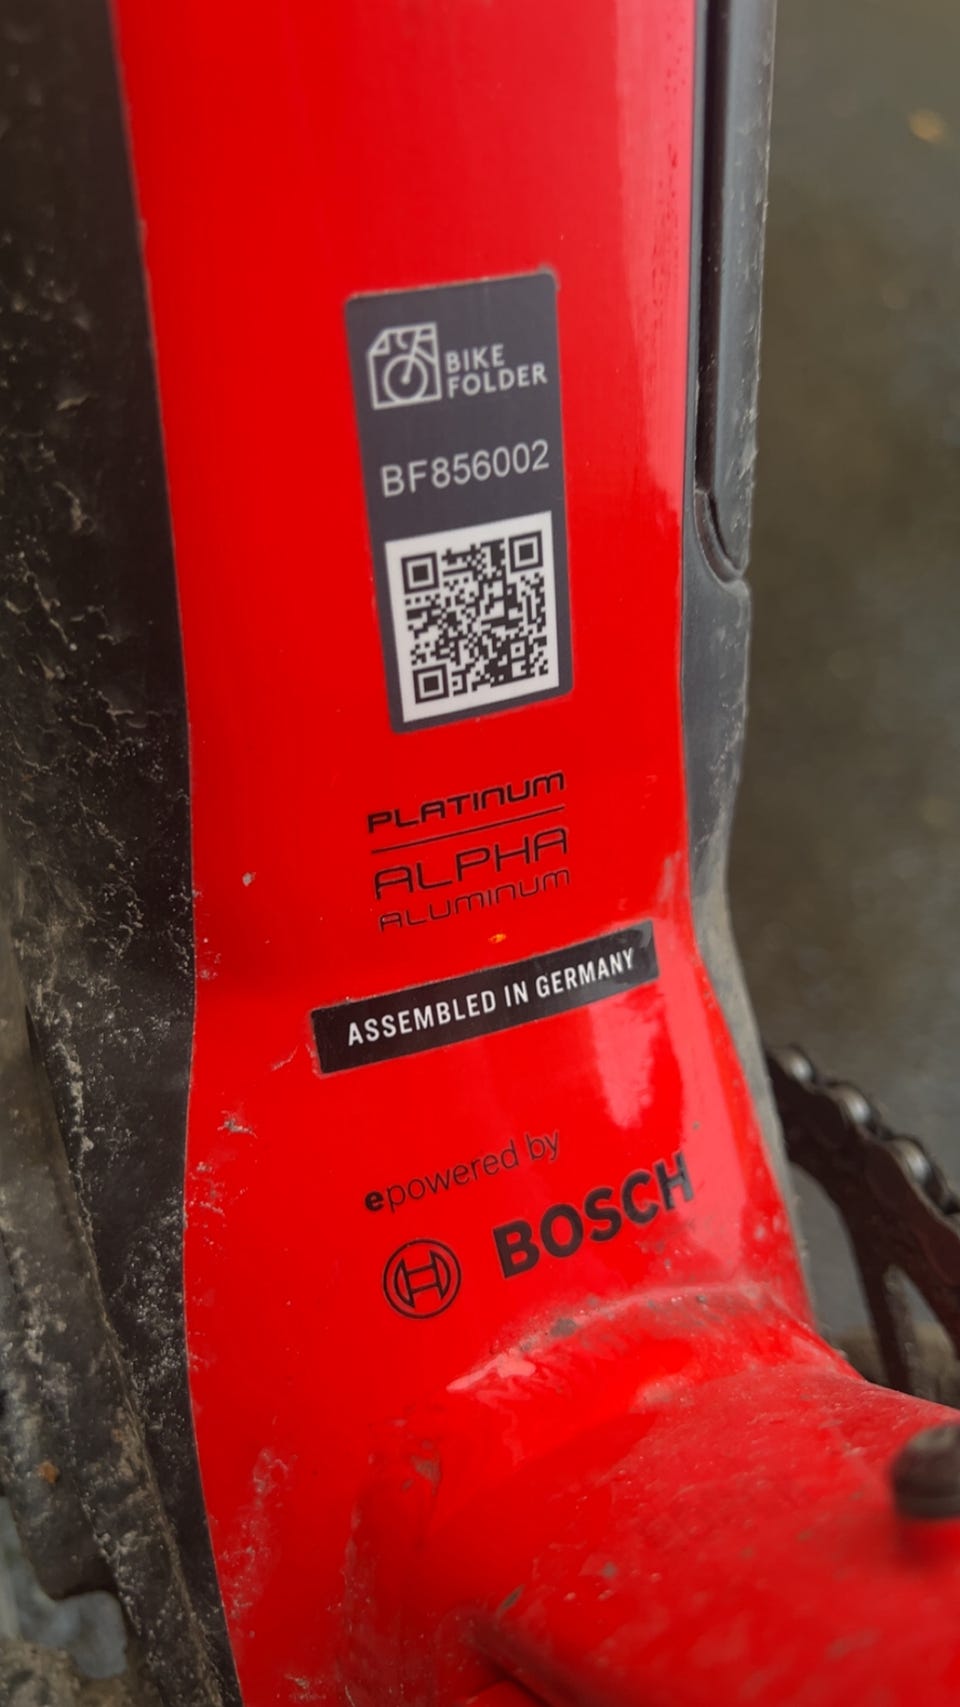 BIKE
FOLDER
BF856002
PLATINUM
ALPHA
ALUMINUM
ASSEMBLED IN GERMANY
epowered by
BOSCH